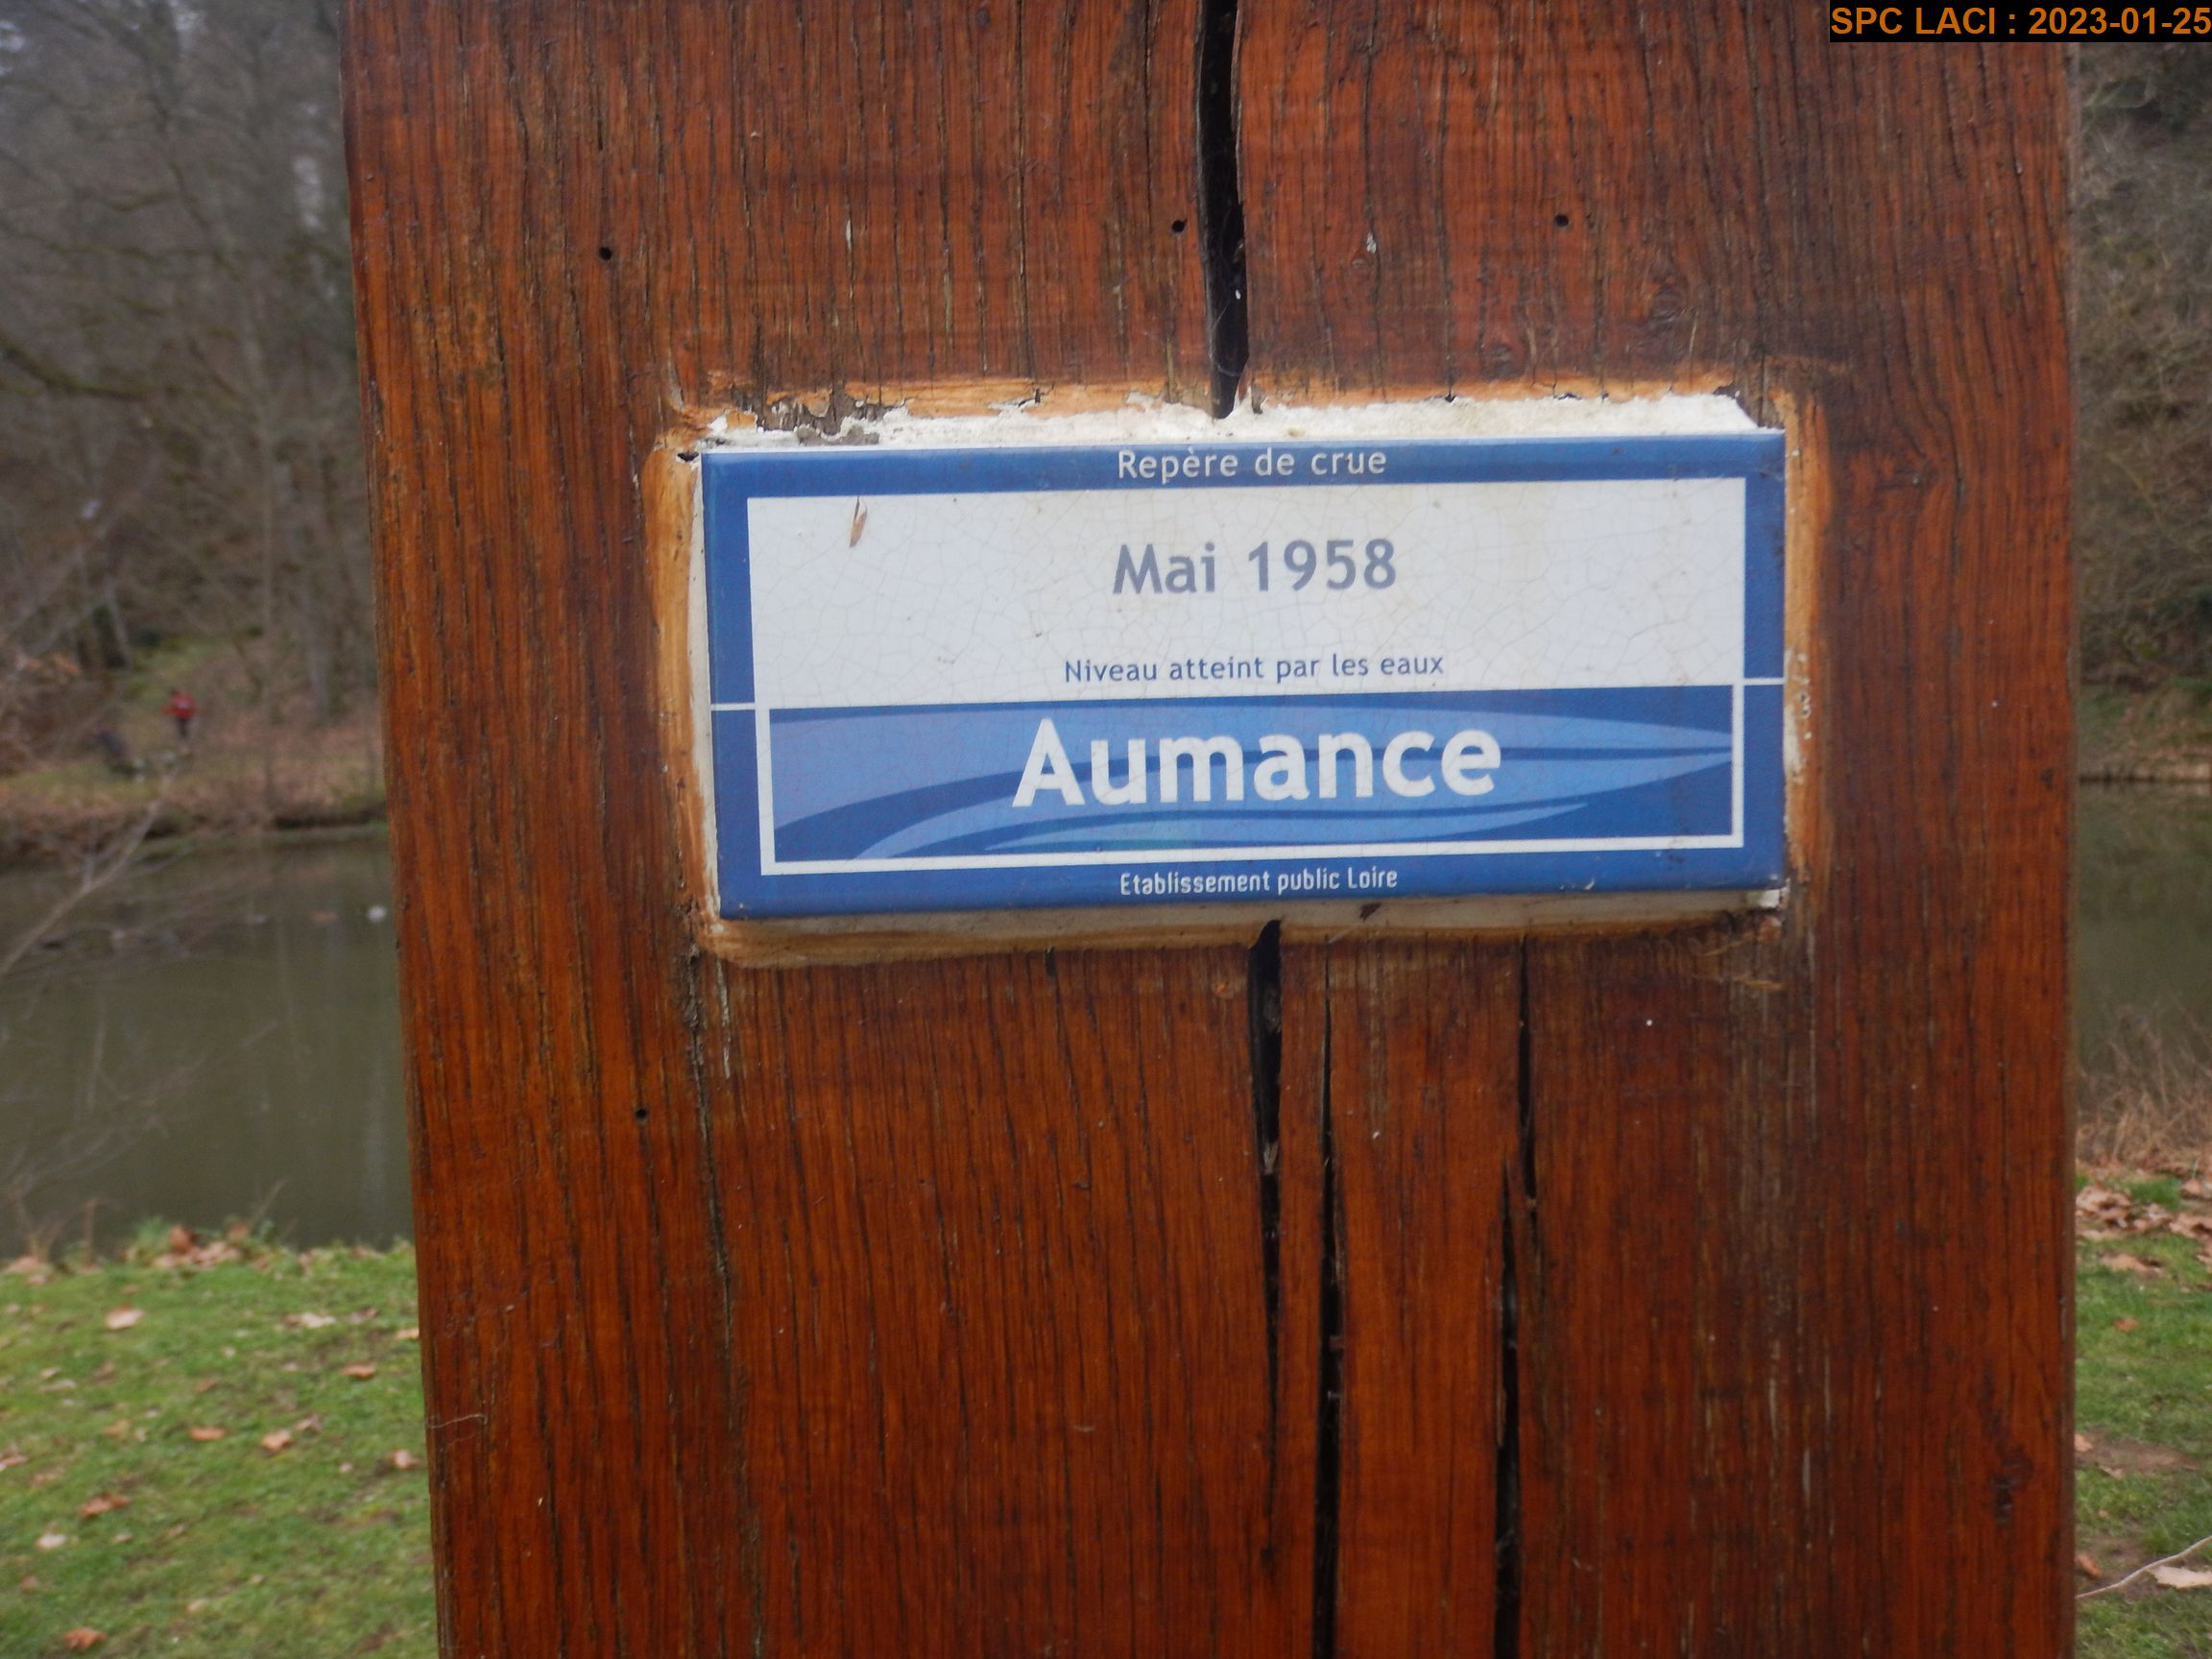 SPC LACI : 2023-01-25
Repère de crue
Mai 1958
Niveau atteint par les eaux
Aumance
Etablissement public Loire